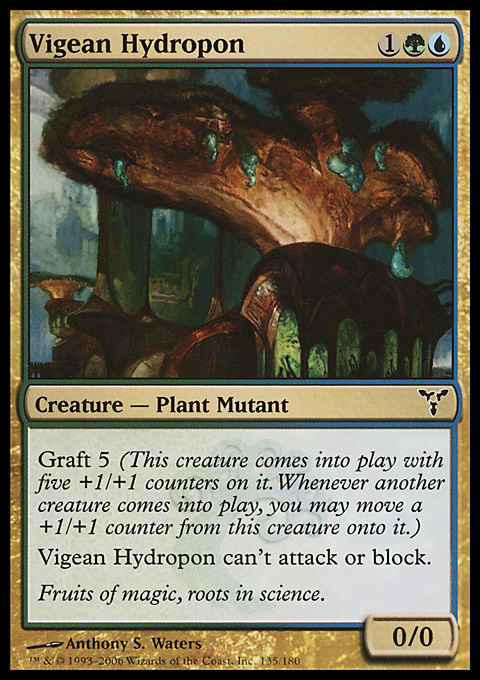 Vigean Hydropon 1
Creature — Plant Mutant
Graft 5 (This creature comes into play with
five +1/+1 counters on it. Whenever another
creature comes into play, you may move a
+1/+1 counter from this creature onto it.)
Vigean Hydropon can't attack or block.
Fruits of magic, roots in science.
0/0
Anthony S. Waters
™ & © 1993–2006 Wizards of the Coast, Inc. 135/180